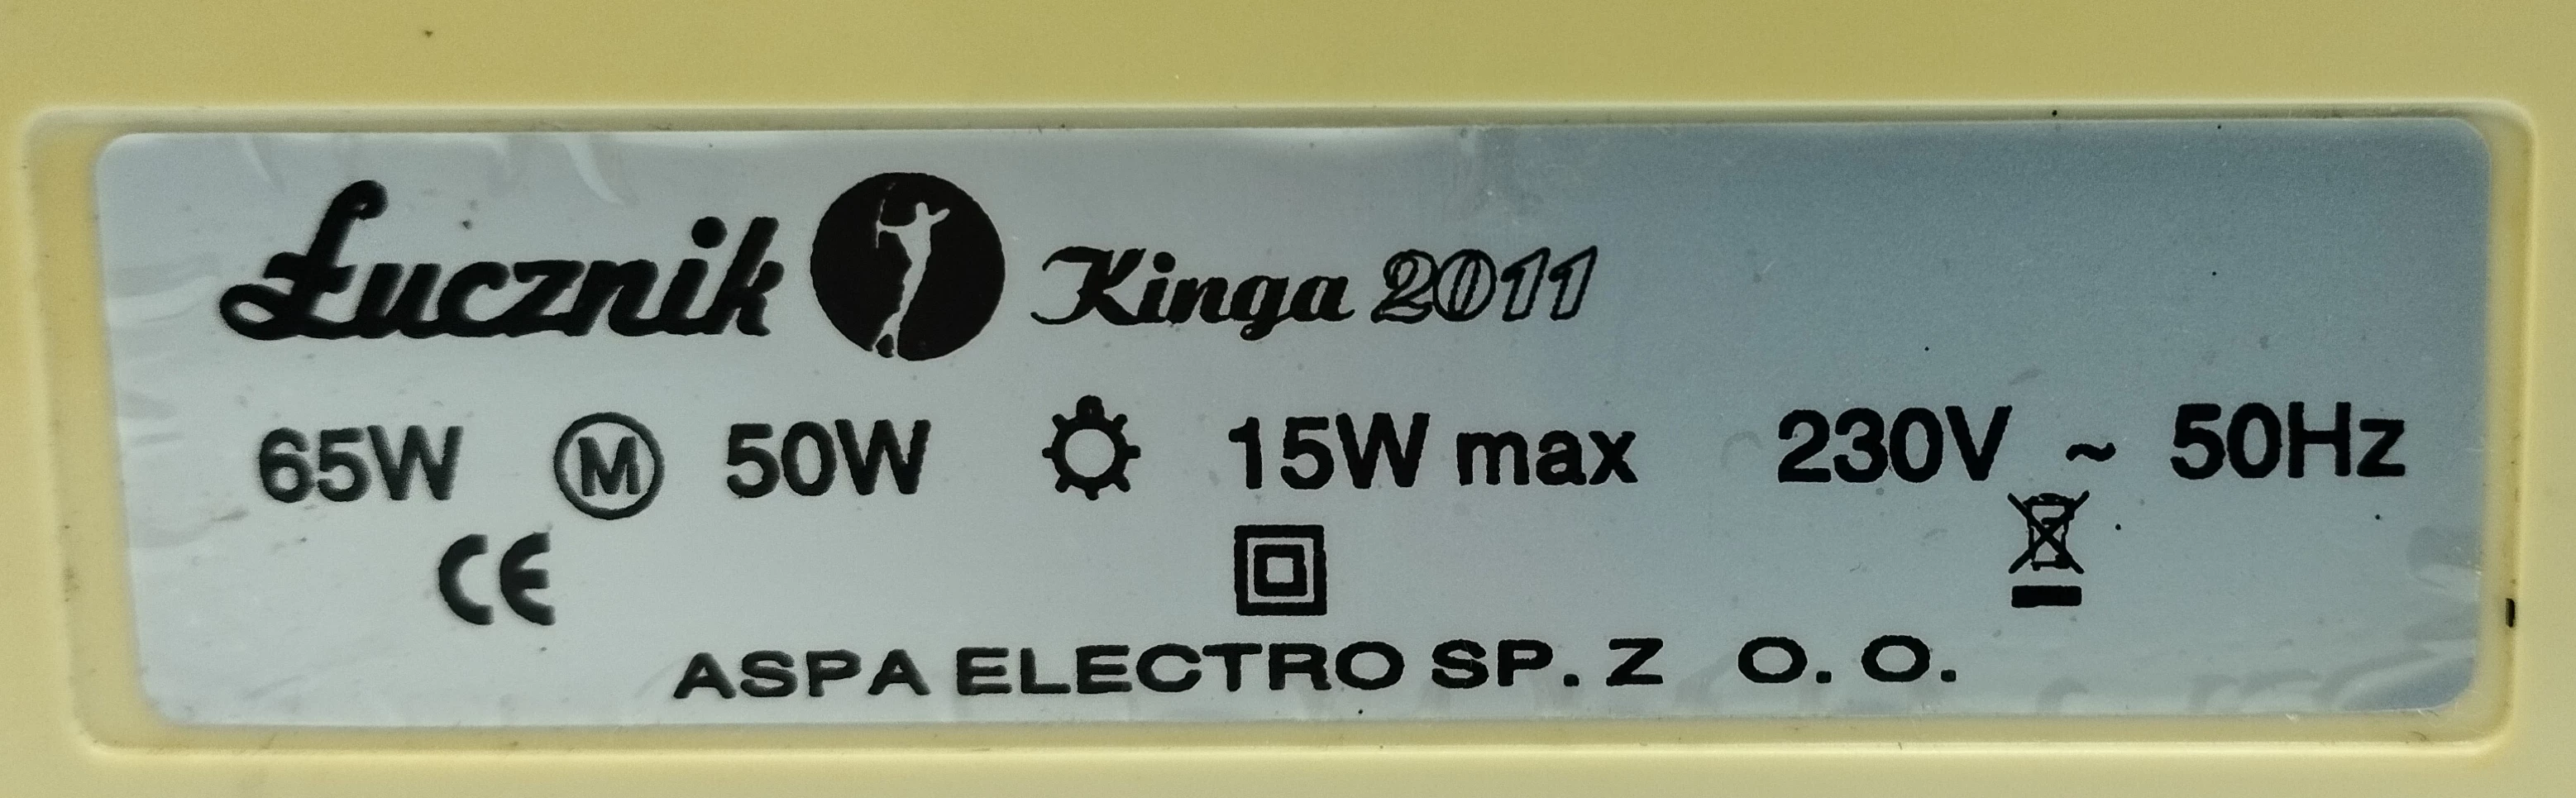 Łucznik Kinga 2011
65W M 50W 15W max 230V ~ 50Hz
CE
ASPA ELECTRO SP. Z O. O.